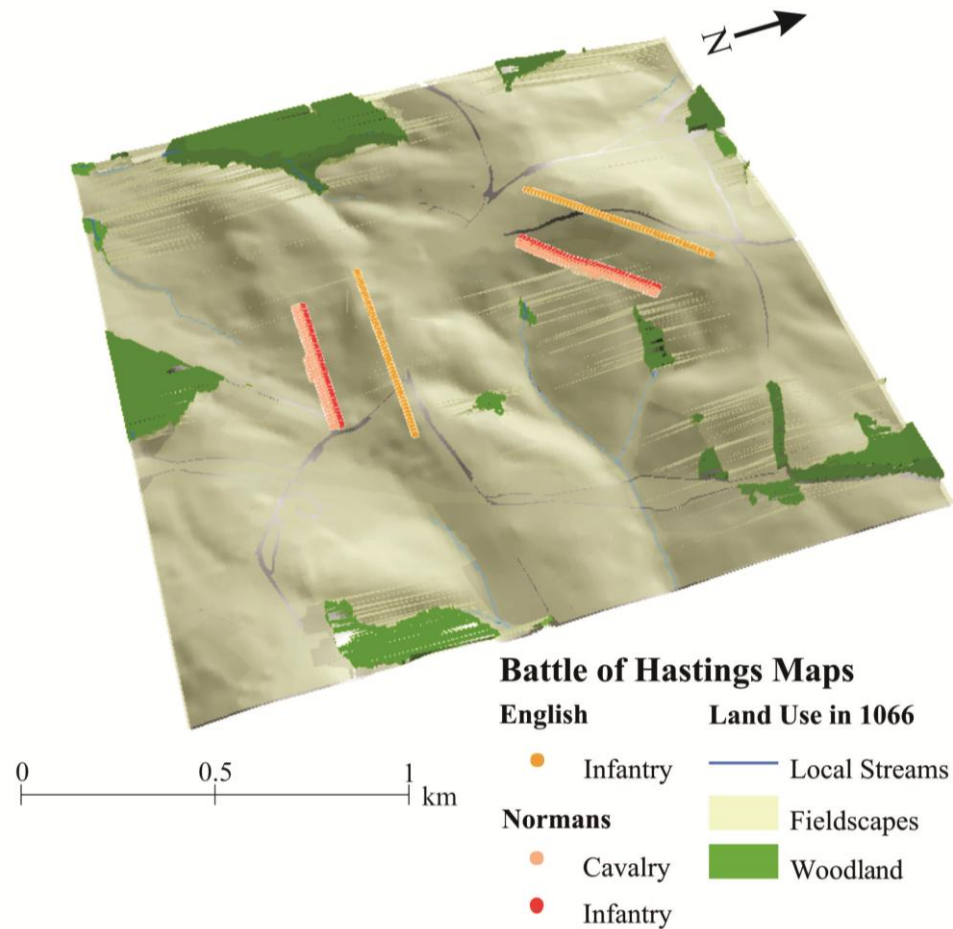 N
0 0.5 1
km
Battle of Hastings Maps
English Land Use in 1066
Infantry Local Streams
Normans Fieldscapes
Cavalry Woodland
Infantry